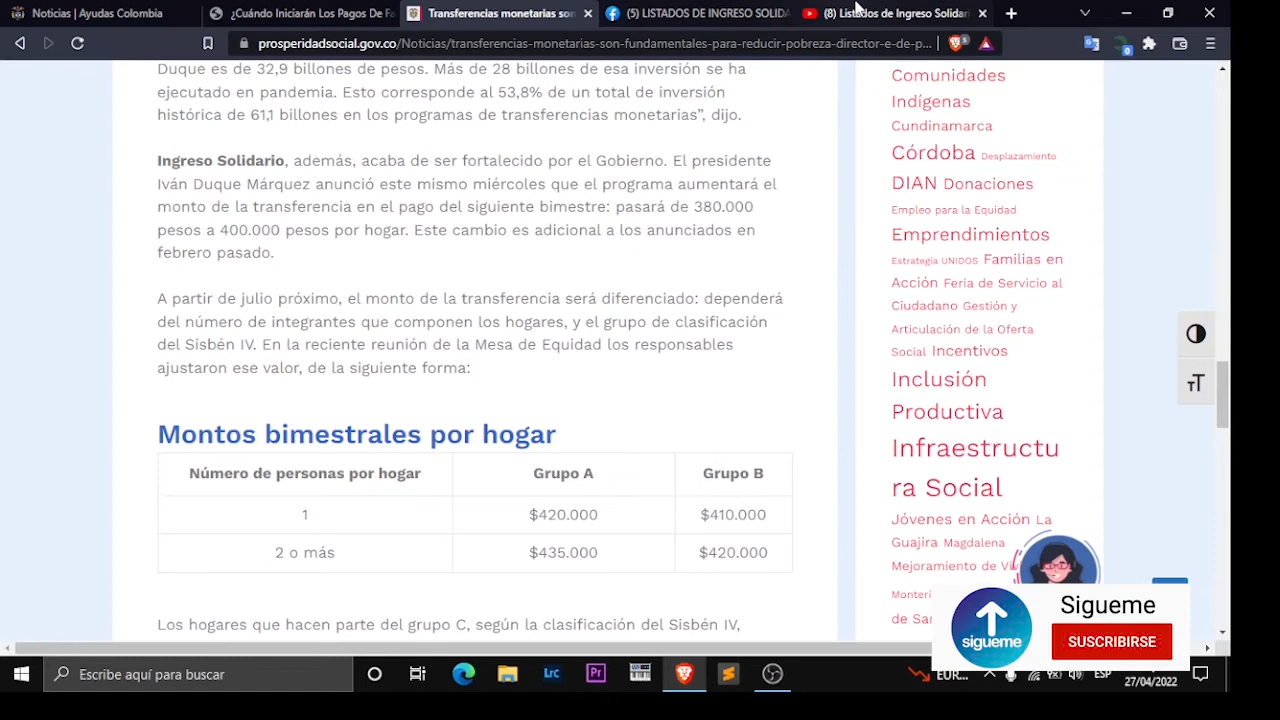 Noticias | Ayudas Colombia
¿Cuándo Iniciarán Los Pagos De Fa
Transferencias monetarias son
(5) LISTADOS DE INGRESO SOLIDA
(8) Listados de Ingreso Solidari
prosperidadsocial.gov.co/Noticias/transferencias-monetarias-son-fundamentales-para-reducir-pobreza-director-e-de-p...
Duque es de 32,9 billones de pesos. Más de 28 billones de esa inversión se ha
ejecutado en pandemia. Esto corresponde al 53,8% de un total de inversión
histórica de 61,1 billones en los programas de transferencias monetarias”, dijo.
Ingreso Solidario, además, acaba de ser fortalecido por el Gobierno. El presidente
Iván Duque Márquez anunció este mismo miércoles que el programa aumentará el
monto de la transferencia en el pago del siguiente bimestre: pasará de 380.000
pesos a 400.000 pesos por hogar. Este cambio es adicional a los anunciados en
febrero pasado.
A partir de julio próximo, el monto de la transferencia será diferenciado: dependerá
del número de integrantes que componen los hogares, y el grupo de clasificación
del Sisbén IV. En la reciente reunión de la Mesa de Equidad los responsables
ajustaron ese valor, de la siguiente forma:
Montos bimestrales por hogar
Número de personas por hogar Grupo A Grupo B
1 $420.000 $410.000
2 o más $435.000 $420.000
Los hogares que hacen parte del grupo C, según la clasificación del Sisbén IV,
Comunidades
Indígenas
Cundinamarca
Córdoba Desplazamiento
DIAN Donaciones
Empleo para la Equidad
Emprendimientos
Estrategia UNIDOS Familias en
Acción Feria de Servicio al
Ciudadano Gestión y
Articulación de la Oferta
Social Incentivos
Inclusión
Productiva
Infraestructu
ra Social
Jóvenes en Acción La
Guajira Magdalena
Mejoramiento de Viv
Montería
de San
TT
Sigueme
sigueme
SUSCRIBIRSE
Escribe aquí para buscar
Lrc
Pr
EUR...
ESP
27/04/2022